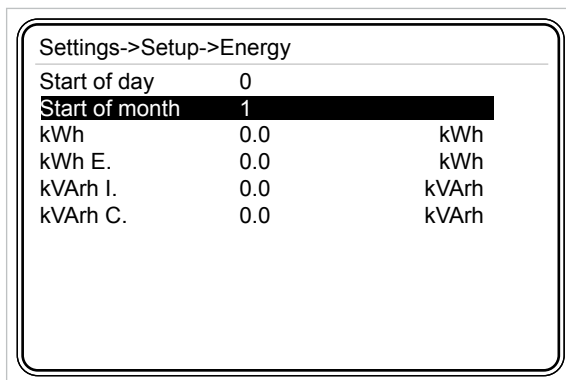 Settings->Setup->Energy
Start of day 0
Start of month 1
kWh 0.0 kWh
kWh E. 0.0 kWh
kVArh I. 0.0 kVArh
kVArh C. 0.0 kVArh